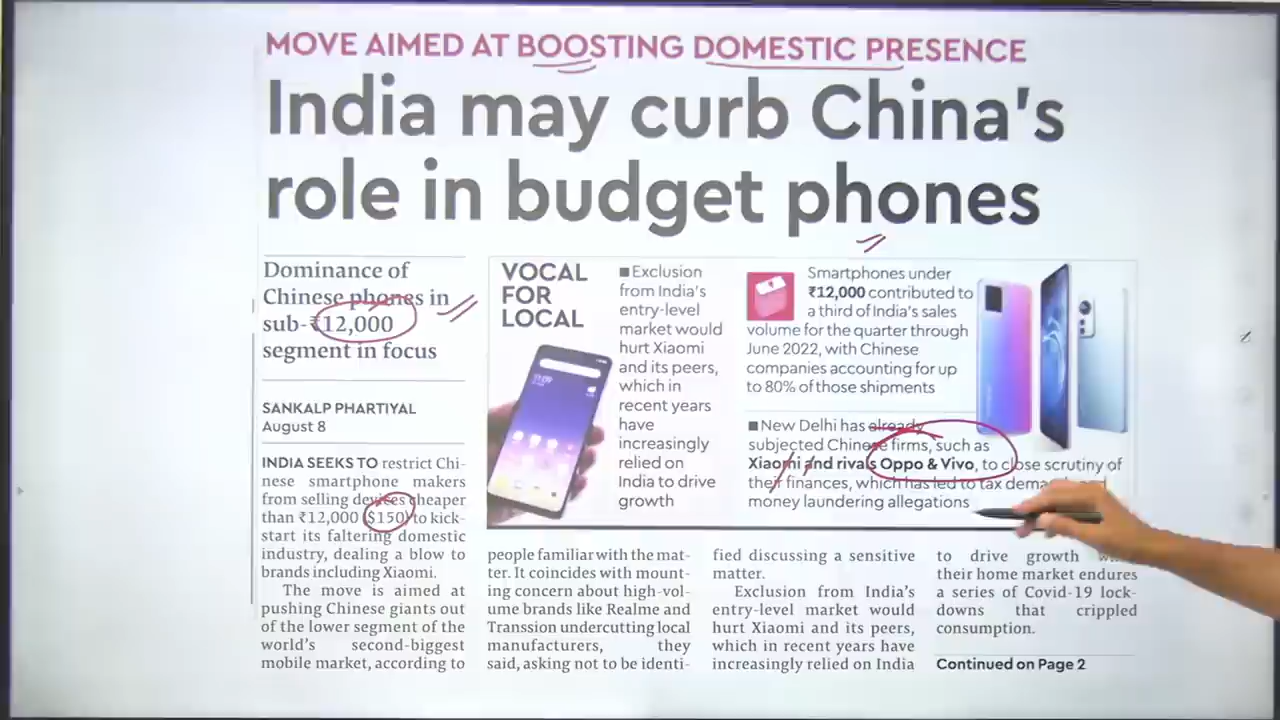 MOVE AIMED AT BOOSTING DOMESTIC PRESENCE
India may curb China's
role in budget phones
Dominance of
Chinese phones in
sub-₹12,000
segment in focus
SANKALP PHARTIYAL
August 8
INDIA SEEKS TO restrict Chi-
nese smartphone makers
from selling devices cheaper
than ₹12,000 ($150) to kick-
start its faltering domestic
industry, dealing a blow to
brands including Xiaomi.
The move is aimed at
pushing Chinese giants out
of the lower segment of the
world's second-biggest
mobile market, according to
VOCAL
FOR
LOCAL
■ Exclusion
from India's
entry-level
market would
hurt Xiaomi
and its peers,
which in
recent years
have
increasingly
relied on
India to drive
growth
Smartphones under
₹12,000 contributed to
a third of India's sales
volume for the quarter through
June 2022, with Chinese
companies accounting for up
to 80% of those shipments
■ New Delhi has already
subjected Chinese firms, such as
Xiaomi and rivals Oppo & Vivo, to close scrutiny of
their finances, which has led to tax
money laundering allegations
people familiar with the mat-
ter. It coincides with mount-
ing concern about high-vol-
ume brands like Realme and
Transsion undercutting local
manufacturers, they
said, asking not to be identi-
fied discussing a sensitive
matter.
Exclusion from India's
entry-level market would
hurt Xiaomi and its peers,
which in recent years have
increasingly relied on India
to drive growth
their home market endures
a series of Covid-19 lock-
downs that crippled
consumption.
Continued on Page 2